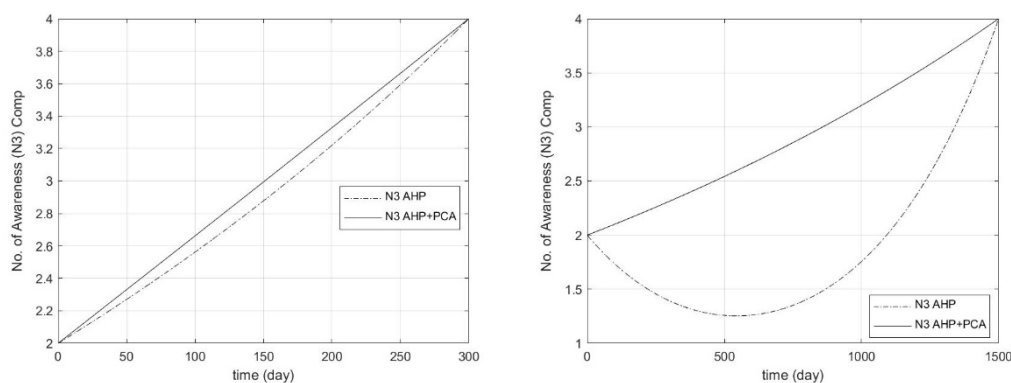 No. of Awareness (N3) Comp
4
3.8
3.6
3.4
3.2
3
2.8
2.6
2.4
2.2
2
0 50 100 150 200 250 300
time (day)
N3 AHP
N3 AHP+PCA
No. of Awareness (N3) Comp
4
3.5
3
2.5
2
1.5
1
0 500 1000 1500
time (day)
N3 AHP
N3 AHP+PCA